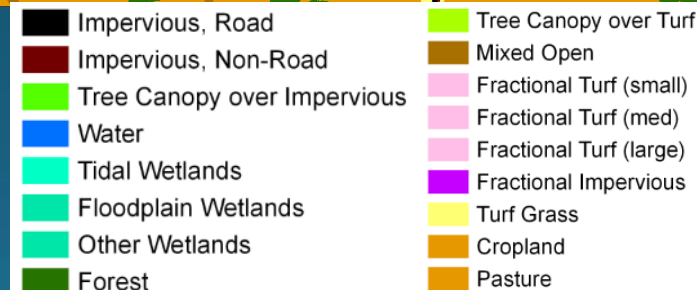 Impervious, Road
Impervious, Non-Road
Tree Canopy over Impervious
Water
Tidal Wetlands
Floodplain Wetlands
Other Wetlands
Forest
Tree Canopy over Turf
Mixed Open
Fractional Turf (small)
Fractional Turf (med)
Fractional Turf (large)
Fractional Impervious
Turf Grass
Cropland
Pasture